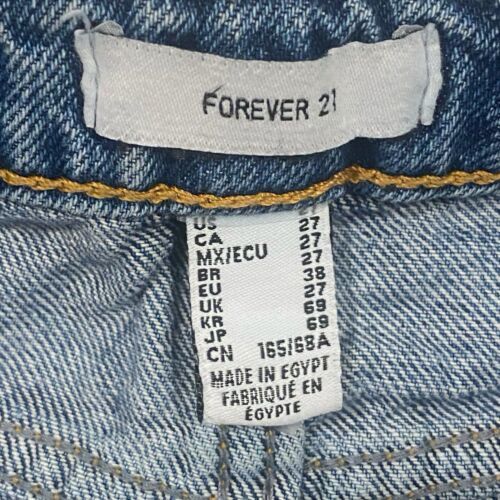 FOREVER 21
27
US 27
CA 27
MX/ECU 27
BR 38
EU 27
UK 69
KR 69
JP
CN 165/68A
MADE IN EGYPT
FABRIQUÉ EN
ÉGYPTE